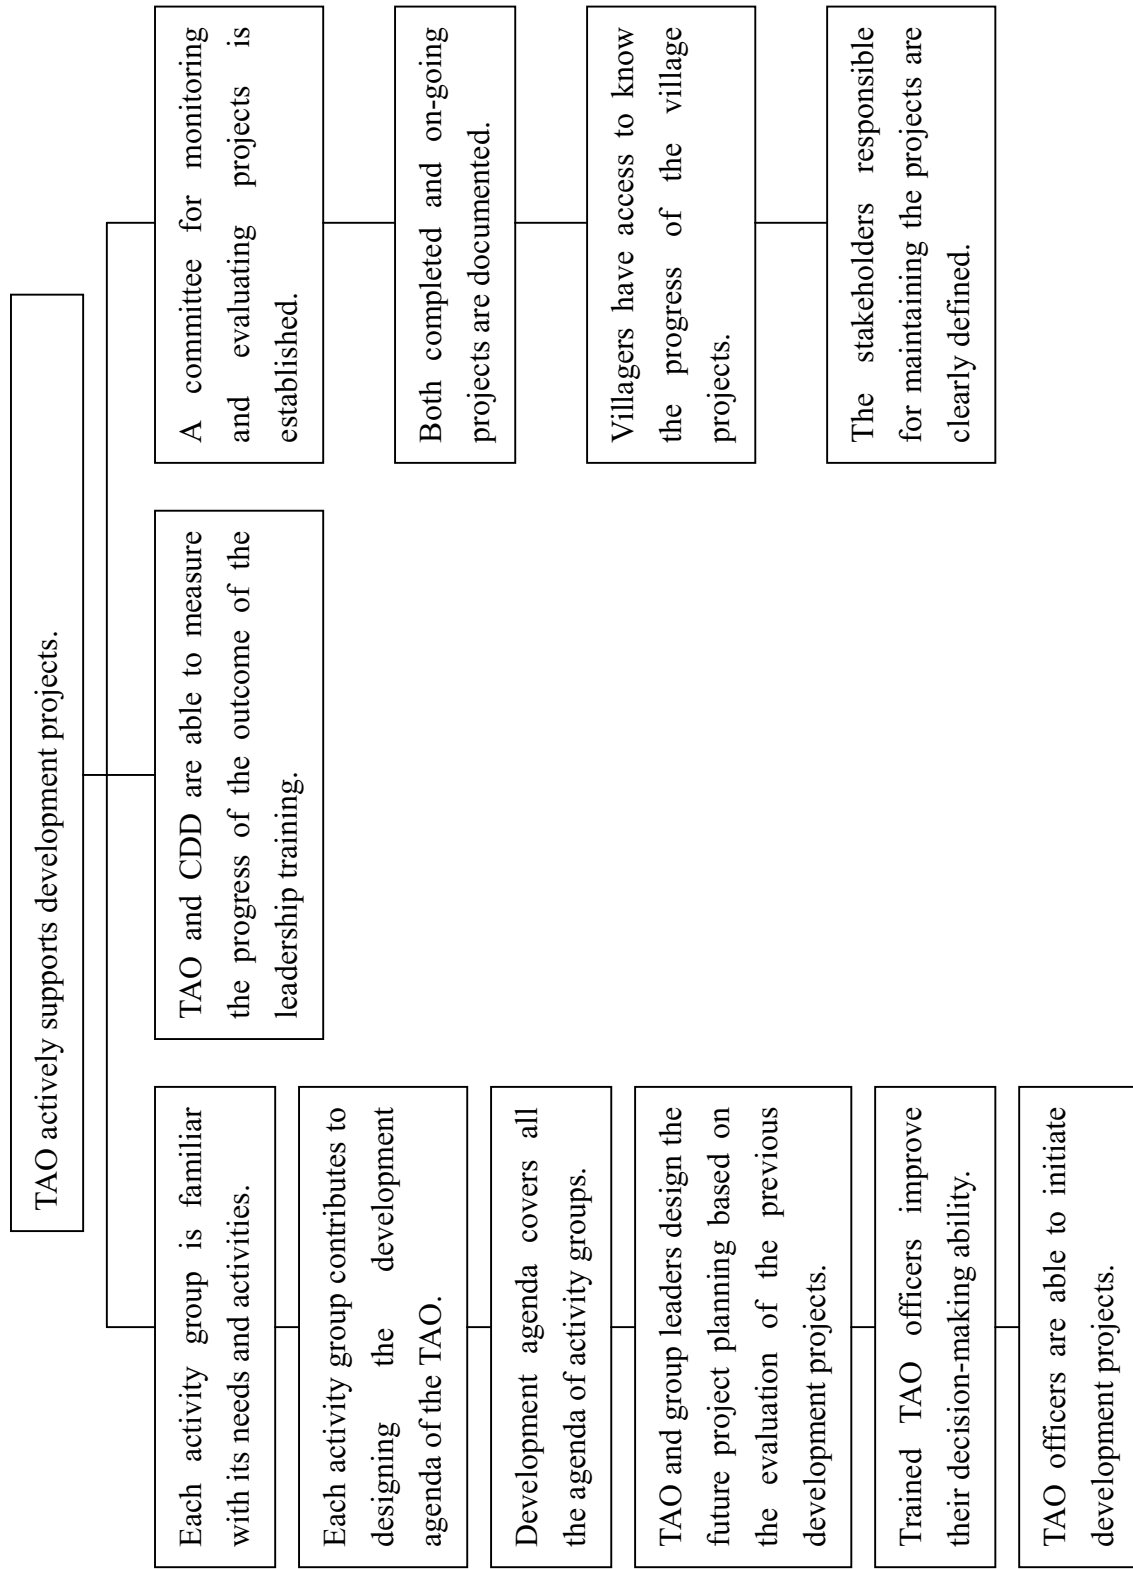 TAO actively supports development projects.
Each activity group is familiar
with its needs and activities.
Each activity group contributes to
designing the development
agenda of the TAO.
Development agenda covers all
the agenda of activity groups.
TAO and group leaders design the
future project planning based on
the evaluation of the previous
development projects.
Trained TAO officers improve
their decision-making ability.
TAO officers are able to initiate
development projects.
TAO and CDD are able to measure
the progress of the outcome of the
leadership training.
A committee for monitoring
and evaluating projects is
established.
Both completed and on-going
projects are documented.
Villagers have access to know
the progress of the village
projects.
The stakeholders responsible
for maintaining the projects are
clearly defined.